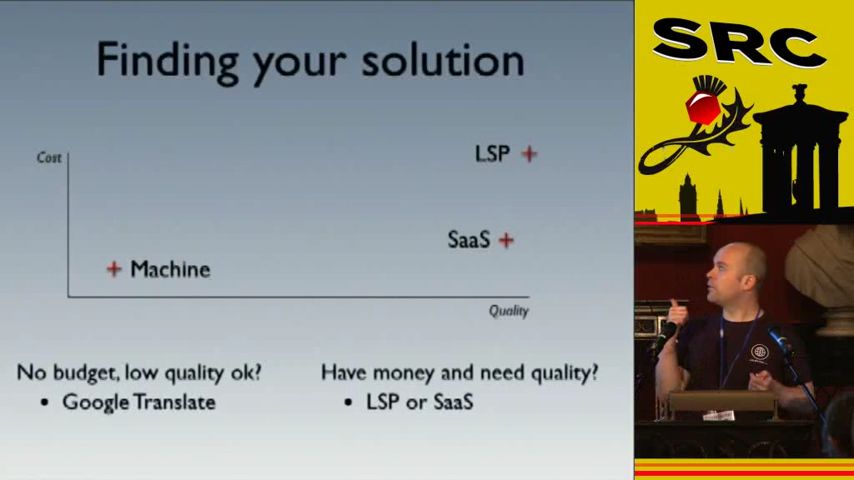 Finding your solution
Cost
LSP
SaaS
Machine
Quality
No budget, low quality ok?
• Google Translate
Have money and need quality?
• LSP or SaaS
SRC